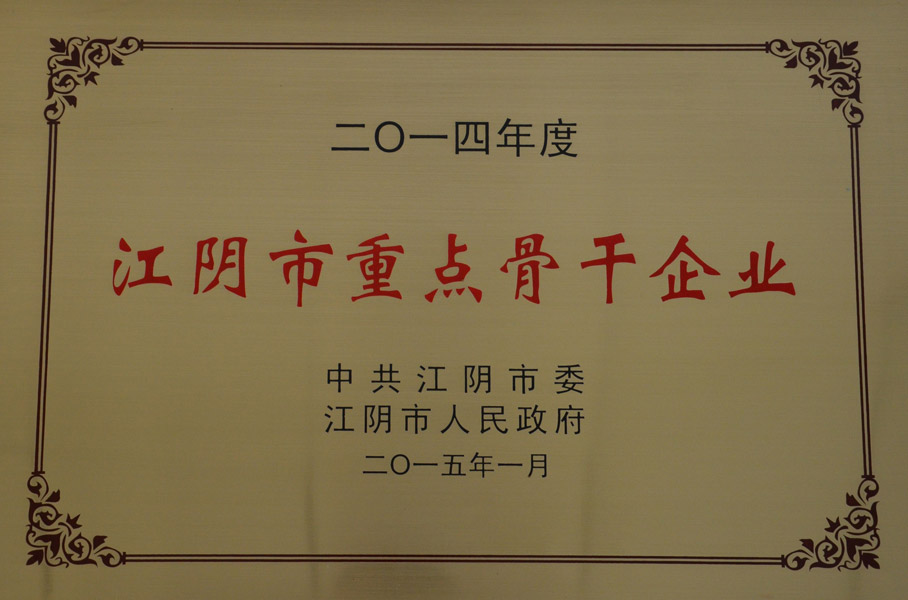 二〇一四年度
江阴市重点骨干企业
中共江阴市委
江阴市人民政府
二〇一五年一月